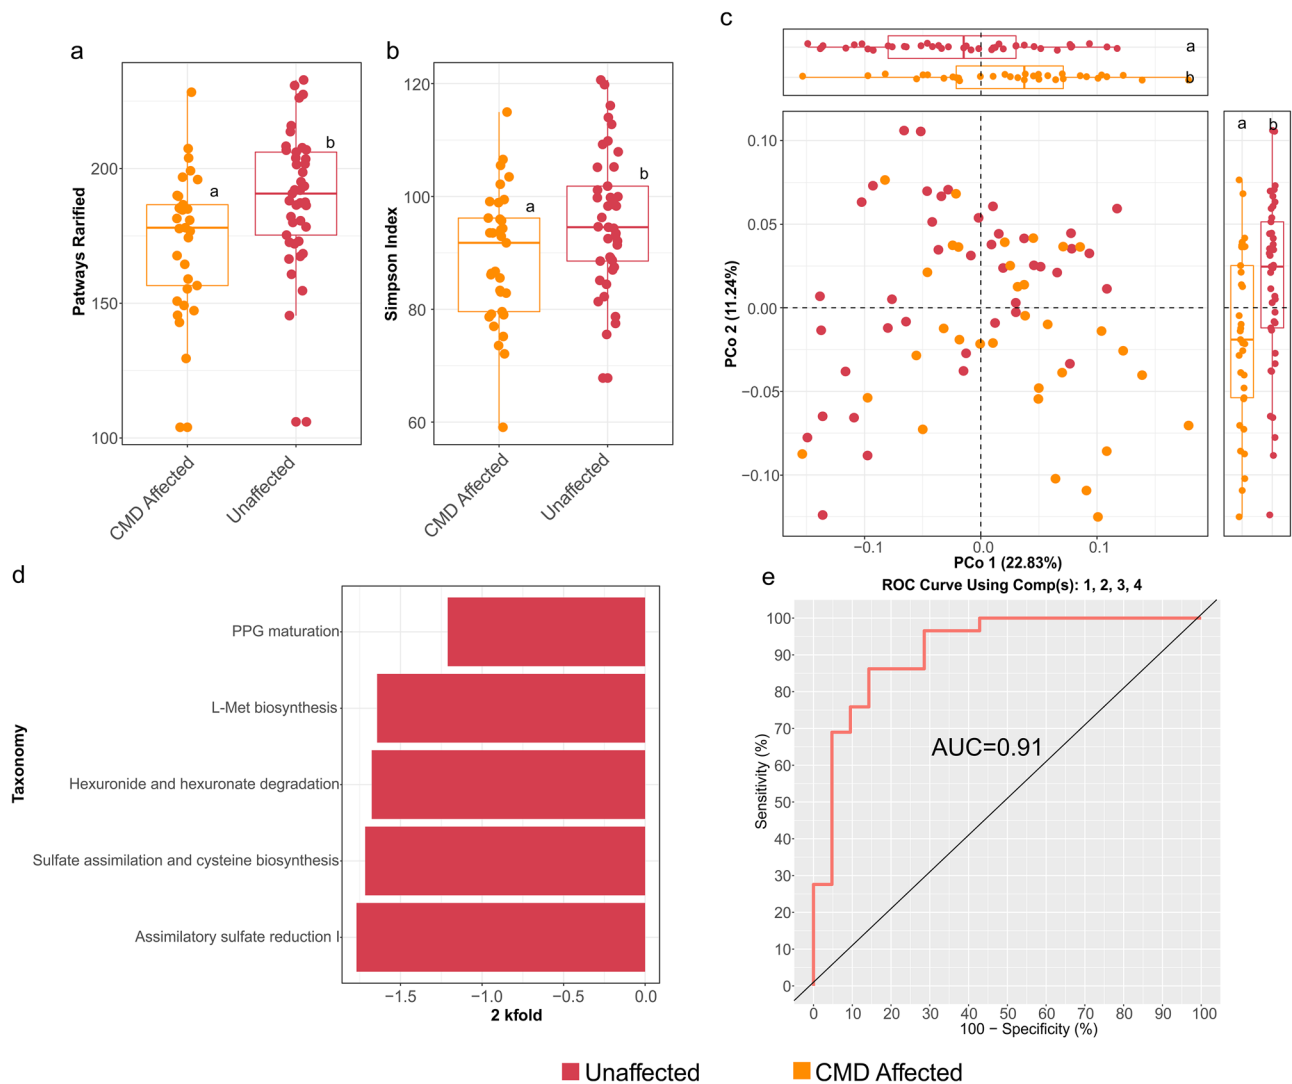 a
Patways Rarified
200
150
100
a
b
CMD Affected
Unaffected
b
Simpson Index
120
100
80
60
a
b
CMD Affected
Unaffected
c
a
b
PCo 2 (11.24%)
0.10
0.05
0.00
−0.05
−0.10
−0.1
0.0
0.1
PCo 1 (22.83%)
a
b
d
Taxonomy
PPG maturation
L-Met biosynthesis
Hexuronide and hexuronate degradation
Sulfate assimilation and cysteine biosynthesis
Assimilatory sulfate reduction I
−1.5
−1.0
−0.5
0.0
2 kfold
e
ROC Curve Using Comp(s): 1, 2, 3, 4
Sensitivity (%)
100
90
80
70
60
50
40
30
20
10
0
AUC=0.91
0 10 20 30 40 50 60 70 80 90 100
100 − Specificity (%)
Unaffected
CMD Affected